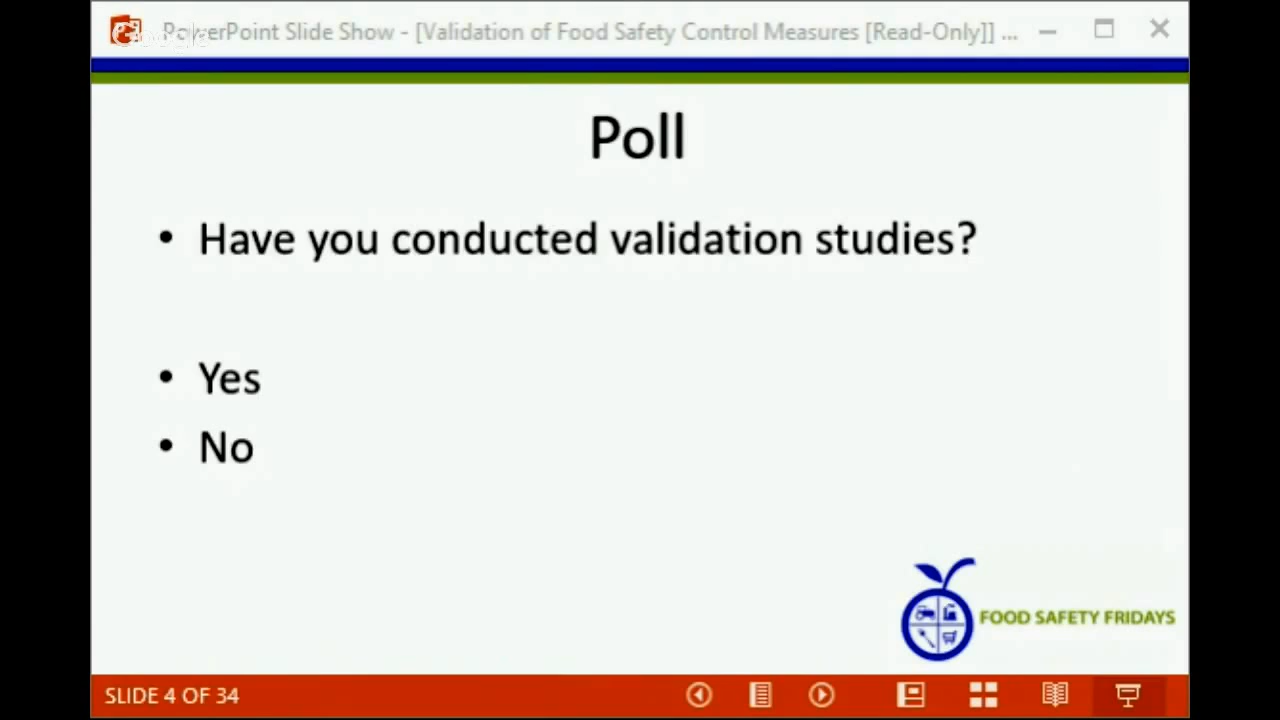 PowerPoint Slide Show - [Validation of Food Safety Control Measures [Read-Only]] ...
Google
Poll
• Have you conducted validation studies?
• Yes
• No
FOOD SAFETY FRIDAYS
SLIDE 4 OF 34